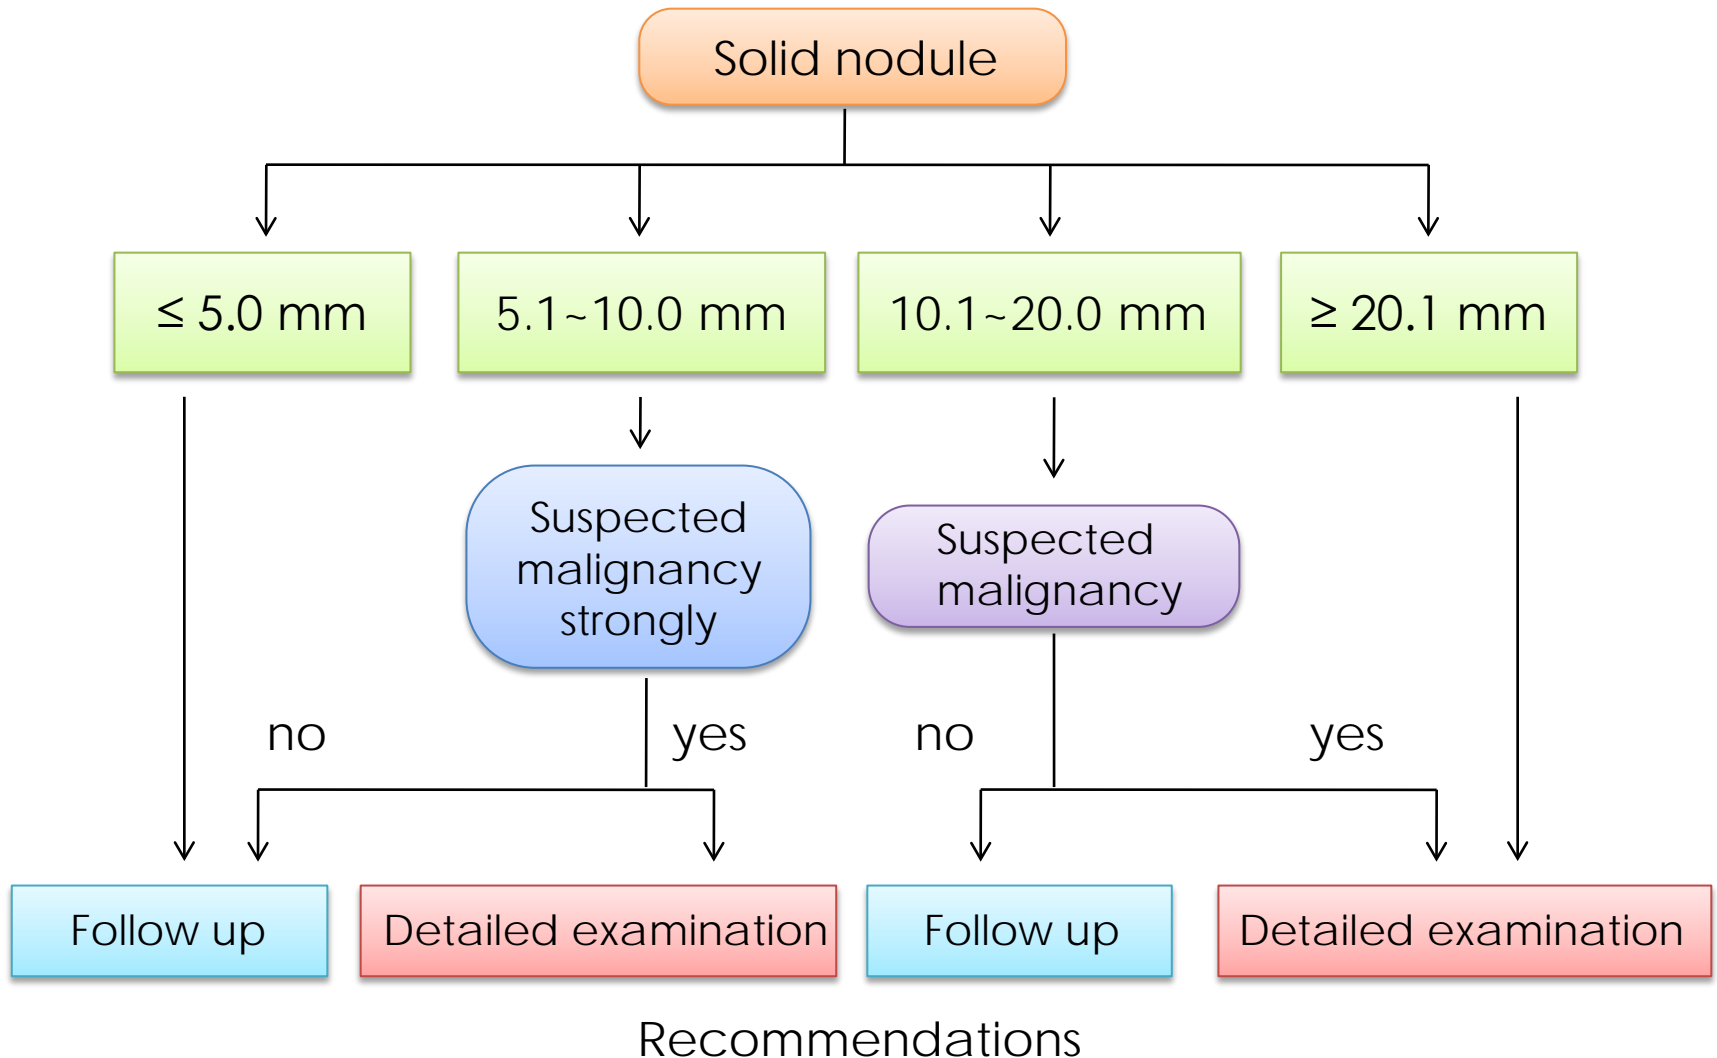 Solid nodule
≤ 5.0 mm
5.1~10.0 mm
10.1~20.0 mm
≥ 20.1 mm
Suspected
malignancy
strongly
Suspected
malignancy
no
yes
no
yes
Follow up
Detailed examination
Follow up
Detailed examination
Recommendations